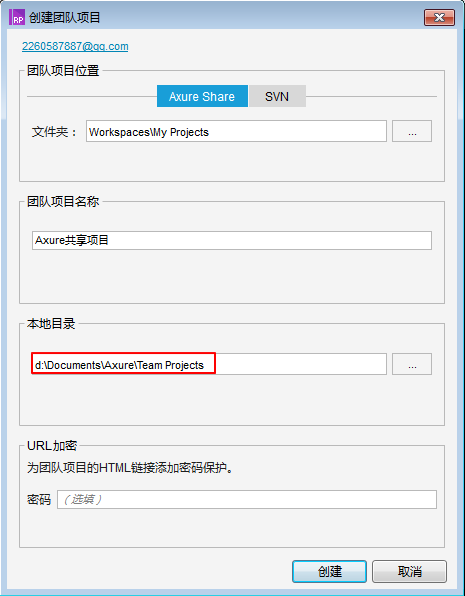 RP 创建团队项目
2260587887@qq.com
团队项目位置
Axure Share SVN
文件夹： Workspaces\My Projects ...
团队项目名称
Axure共享项目
本地目录
d:\Documents\Axure\Team Projects ...
URL加密
为团队项目的HTML链接添加密码保护。
密码 （选填）
创建 取消